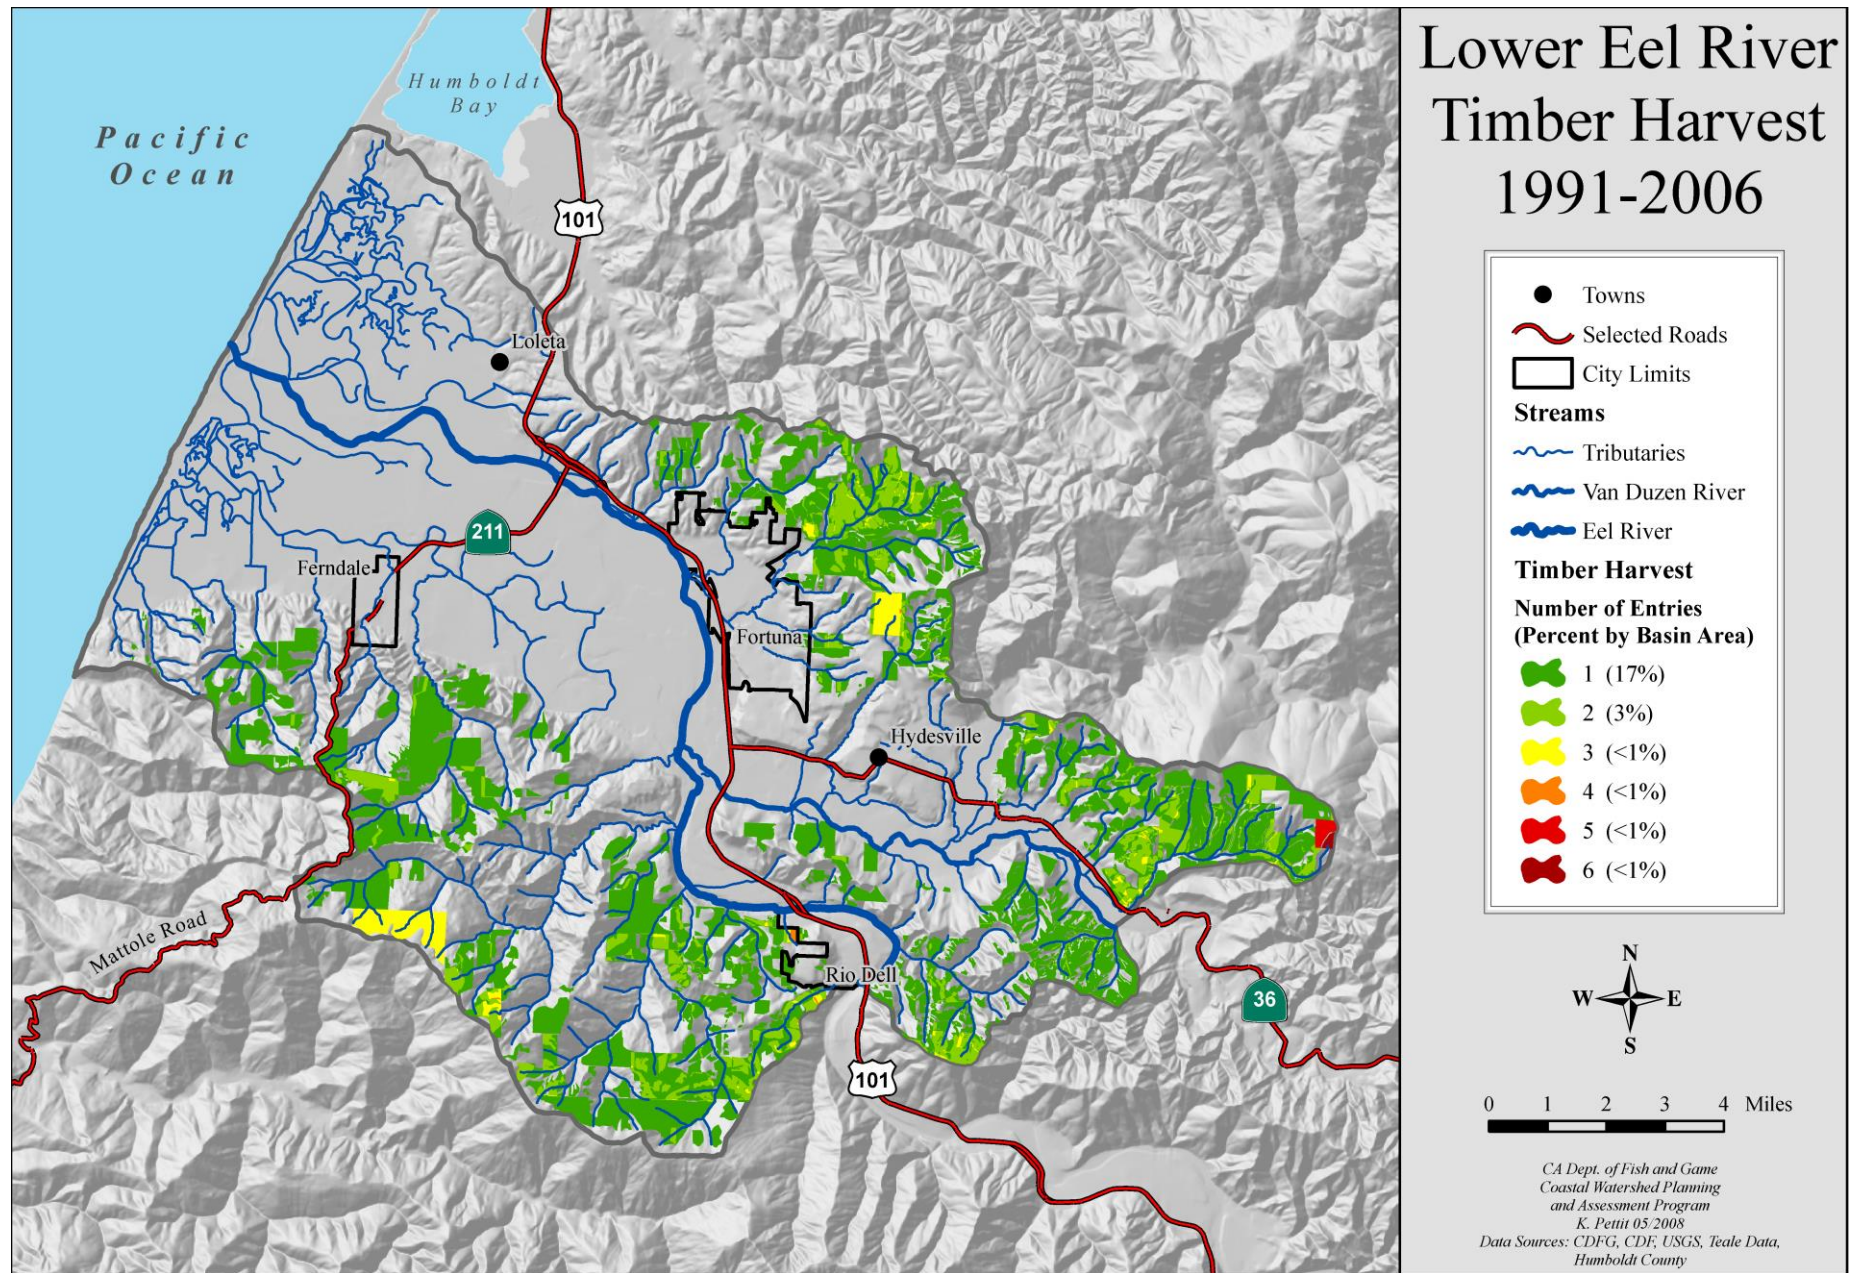 Humboldt
Bay
Pacific
Ocean
101
Loleta
211
Ferndale
Fortuna
Hydesville
Mattole Road
Rio Dell
36
101
Lower Eel River
Timber Harvest
1991-2006
Towns
Selected Roads
City Limits
Streams
Tributaries
Van Duzen River
Eel River
Timber Harvest
Number of Entries
(Percent by Basin Area)
1 (17%)
2 (3%)
3 (<1%)
4 (<1%)
5 (<1%)
6 (<1%)
N
W E
S
0 1 2 3 4 Miles
CA Dept. of Fish and Game
Coastal Watershed Planning
and Assessment Program
K. Pettit 05/2008
Data Sources: CDFG, CDF, USGS, Teale Data,
Humboldt County